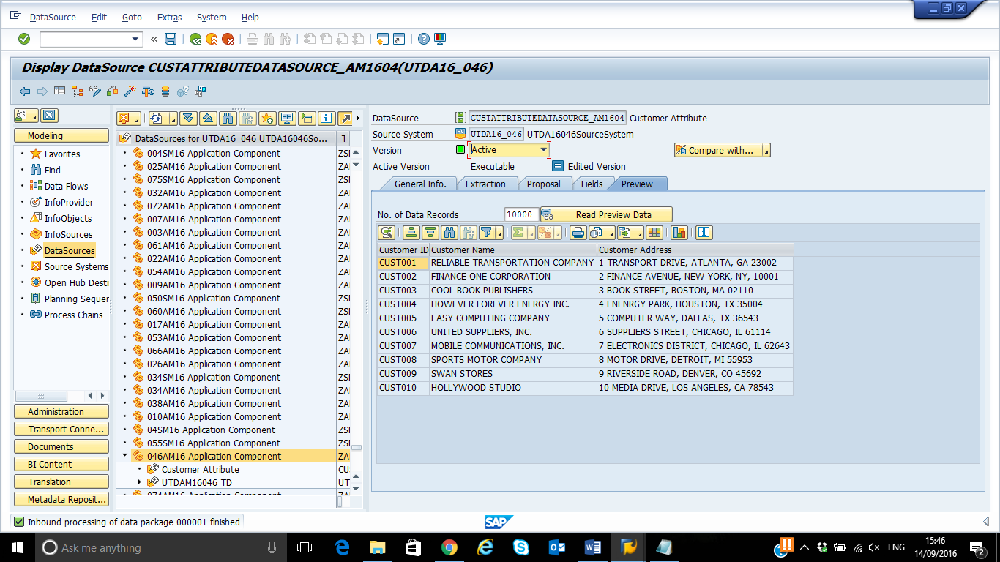 DataSource Edit Goto Extras System Help
Display DataSource CUSTATTRIBUTEDATASOURCE_AM1604(UTDA16_046)
Modeling
Favorites
Find
Data Flows
InfoProvider
InfoObjects
InfoSources
DataSources
Source Systems
Open Hub Desti
Planning Sequer
Process Chains
Administration
Transport Conne...
Documents
BI Content
Translation
Metadata Reposit...
DataSources for UTDA16_046 UTDA16046So... T
004SM16 Application Component ZSI
025AM16 Application Component ZA
075SM16 Application Component ZSI
032AM16 Application Component ZA
072AM16 Application Component ZA
007AM16 Application Component ZA
003AM16 Application Component ZA
061AM16 Application Component ZA
022AM16 Application Component ZA
054AM16 Application Component ZA
009AM16 Application Component ZA
050SM16 Application Component ZSI
060AM16 Application Component ZA
017AM16 Application Component ZA
053AM16 Application Component ZA
066AM16 Application Component ZA
026AM16 Application Component ZA
034SM16 Application Component ZSI
034AM16 Application Component ZA
038AM16 Application Component ZA
010AM16 Application Component ZA
04SM16 Application Component ZSI
055SM16 Application Component ZSI
046AM16 Application Component ZA
Customer Attribute CU
UTDAM16046 TD UT
074AM16 Application Component ZA
DataSource CUSTATTRIBUTEDATASOURCE_AM1604 Customer Attribute
Source System UTDA16_046 UTDA16046SourceSystem
Version Active Compare with...
Active Version Executable Edited Version
General Info. Extraction Proposal Fields Preview
No. of Data Records 10000 Read Preview Data
Customer ID Customer Name Customer Address
CUST001 RELIABLE TRANSPORTATION COMPANY 1 TRANSPORT DRIVE, ATLANTA, GA 23002
CUST002 FINANCE ONE CORPORATION 2 FINANCE AVENUE, NEW YORK, NY, 10001
CUST003 COOL BOOK PUBLISHERS 3 BOOK STREET, BOSTON, MA 02110
CUST004 HOWEVER FOREVER ENERGY INC. 4 ENENRGY PARK, HOUSTON, TX 35004
CUST005 EASY COMPUTING COMPANY 5 COMPUTER WAY, DALLAS, TX 36543
CUST006 UNITED SUPPLIERS, INC. 6 SUPPLIERS STREET, CHICAGO, IL 61114
CUST007 MOBILE COMMUNICATIONS, INC. 7 ELECTRONICS DISTRICT, CHICAGO, IL 62643
CUST008 SPORTS MOTOR COMPANY 8 MOTOR DRIVE, DETROIT, MI 55953
CUST009 SWAN STORES 9 RIVERSIDE ROAD, DENVER, CO 45692
CUST010 HOLLYWOOD STUDIO 10 MEDIA DRIVE, LOS ANGELES, CA 78543
Inbound processing of data package 000001 finished
SAP
Ask me anything
ENG
15:46
14/09/2016
2